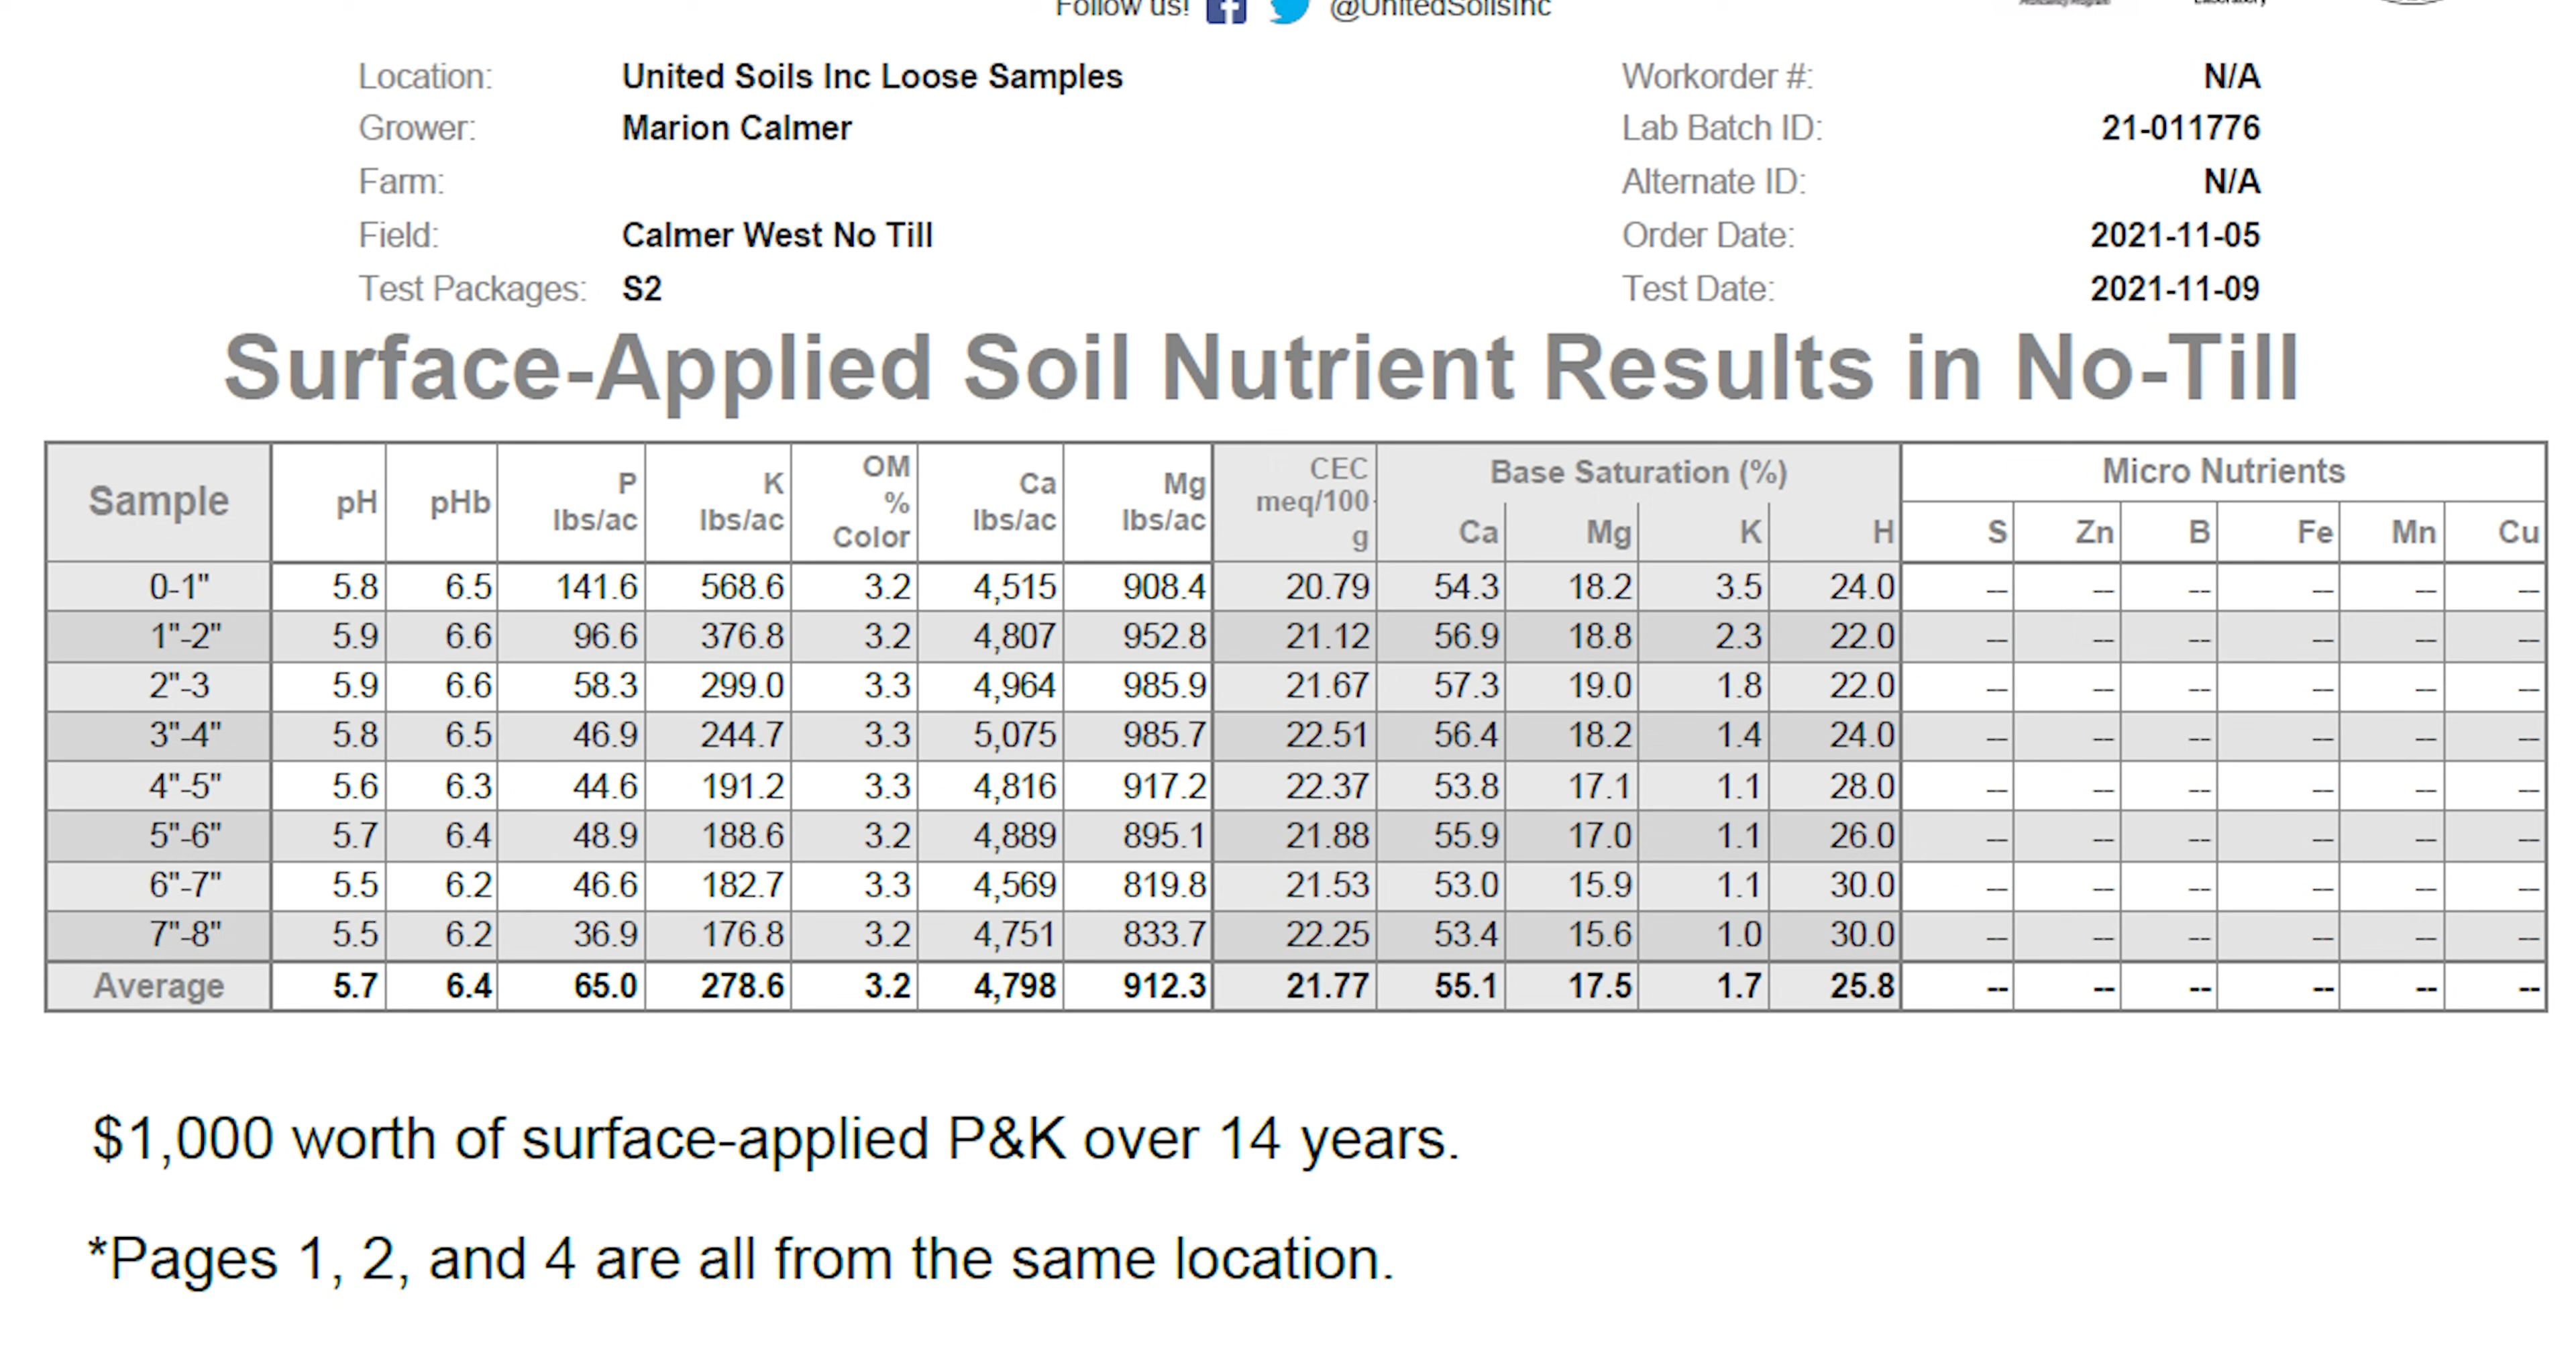 Follow us! @UnitedSoilsInc
Location: United Soils Inc Loose Samples Workorder #: N/A
Grower: Marion Calmer Lab Batch ID: 21-011776
Farm: Alternate ID: N/A
Field: Calmer West No Till Order Date: 2021-11-05
Test Packages: S2 Test Date: 2021-11-09
Surface-Applied Soil Nutrient Results in No-Till
Sample pH pHb P lbs/ac K lbs/ac OM % Color Ca lbs/ac Mg lbs/ac CEC meq/100 g Base Saturation (%) Micro Nutrients
Ca Mg K H S Zn B Fe Mn Cu
0-1" 5.8 6.5 141.6 568.6 3.2 4,515 908.4 20.79 54.3 18.2 3.5 24.0 -- -- -- -- -- --
1"-2" 5.9 6.6 96.6 376.8 3.2 4,807 952.8 21.12 56.9 18.8 2.3 22.0 -- -- -- -- -- --
2"-3 5.9 6.6 58.3 299.0 3.3 4,964 985.9 21.67 57.3 19.0 1.8 22.0 -- -- -- -- -- --
3"-4" 5.8 6.5 46.9 244.7 3.3 5,075 985.7 22.51 56.4 18.2 1.4 24.0 -- -- -- -- -- --
4"-5" 5.6 6.3 44.6 191.2 3.3 4,816 917.2 22.37 53.8 17.1 1.1 28.0 -- -- -- -- -- --
5"-6" 5.7 6.4 48.9 188.6 3.2 4,889 895.1 21.88 55.9 17.0 1.1 26.0 -- -- -- -- -- --
6"-7" 5.5 6.2 46.6 182.7 3.3 4,569 819.8 21.53 53.0 15.9 1.1 30.0 -- -- -- -- -- --
7"-8" 5.5 6.2 36.9 176.8 3.2 4,751 833.7 22.25 53.4 15.6 1.0 30.0 -- -- -- -- -- --
Average 5.7 6.4 65.0 278.6 3.2 4,798 912.3 21.77 55.1 17.5 1.7 25.8 -- -- -- -- -- --
$1,000 worth of surface-applied P&K over 14 years.
*Pages 1, 2, and 4 are all from the same location.